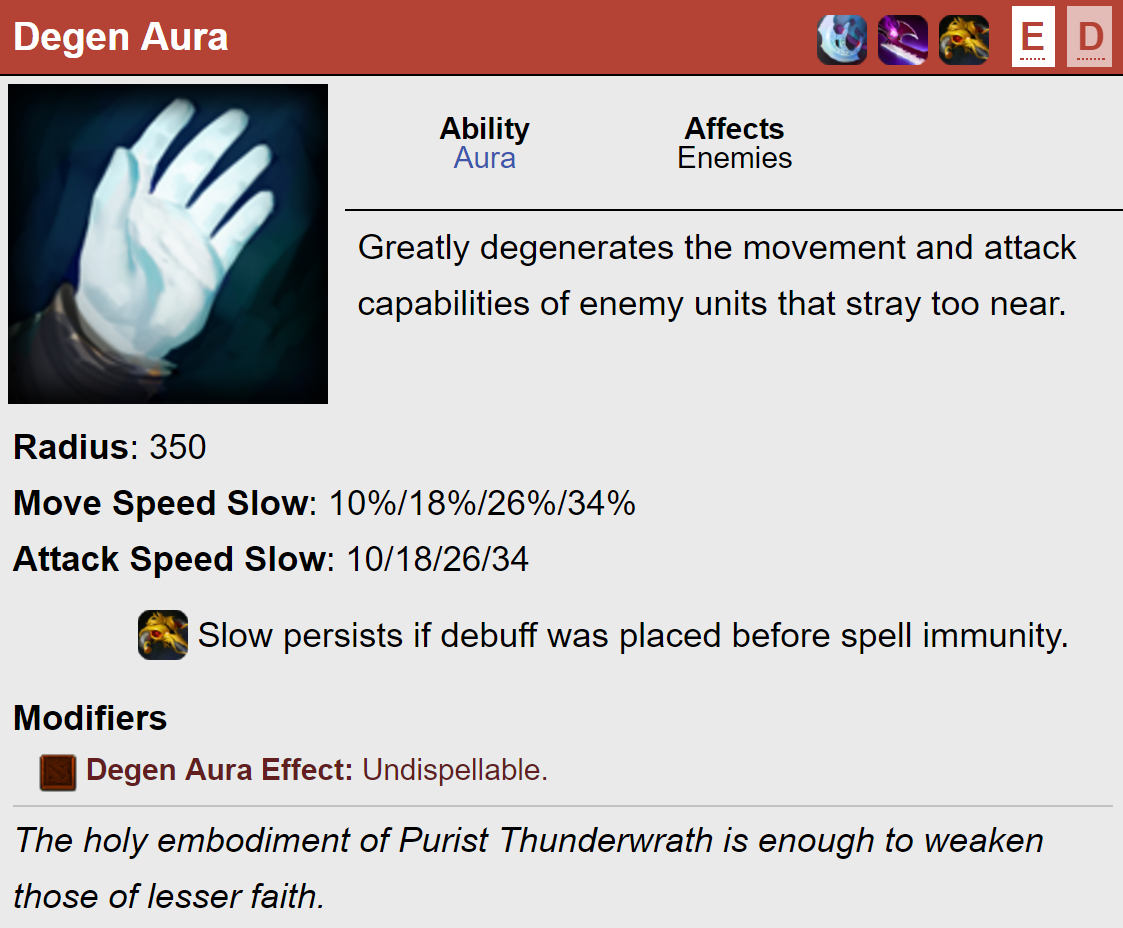 Degen Aura
E D
Ability Affects
Aura Enemies
Greatly degenerates the movement and attack
capabilities of enemy units that stray too near.
Radius: 350
Move Speed Slow: 10%/18%/26%/34%
Attack Speed Slow: 10/18/26/34
Slow persists if debuff was placed before spell immunity.
Modifiers
Degen Aura Effect: Undispellable.
The holy embodiment of Purist Thunderwrath is enough to weaken
those of lesser faith.